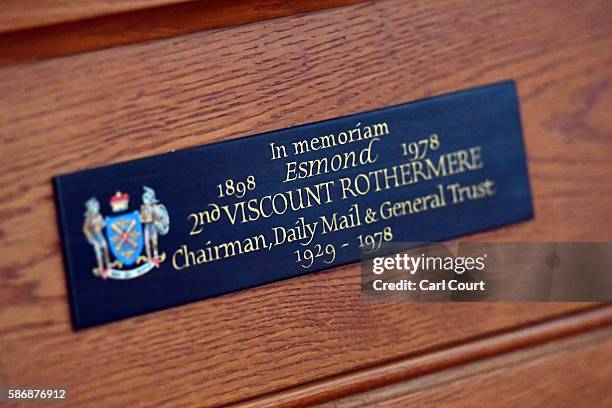 In memoriam
1898 Esmond 1978
2nd VISCOUNT ROTHERMERE
Chairman, Daily Mail & General Trust
1929 - 1978
gettyimages®
Carl Court
586876912